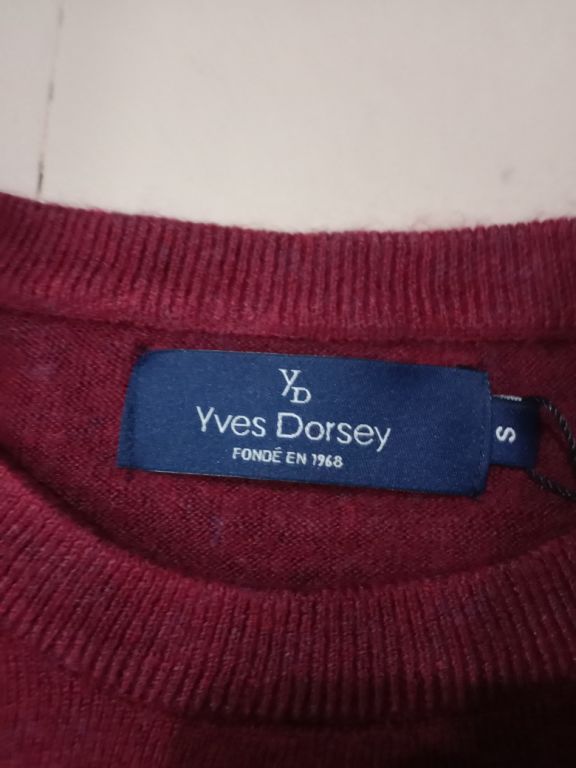 YD
Yves Dorsey
FONDÉ EN 1968
S